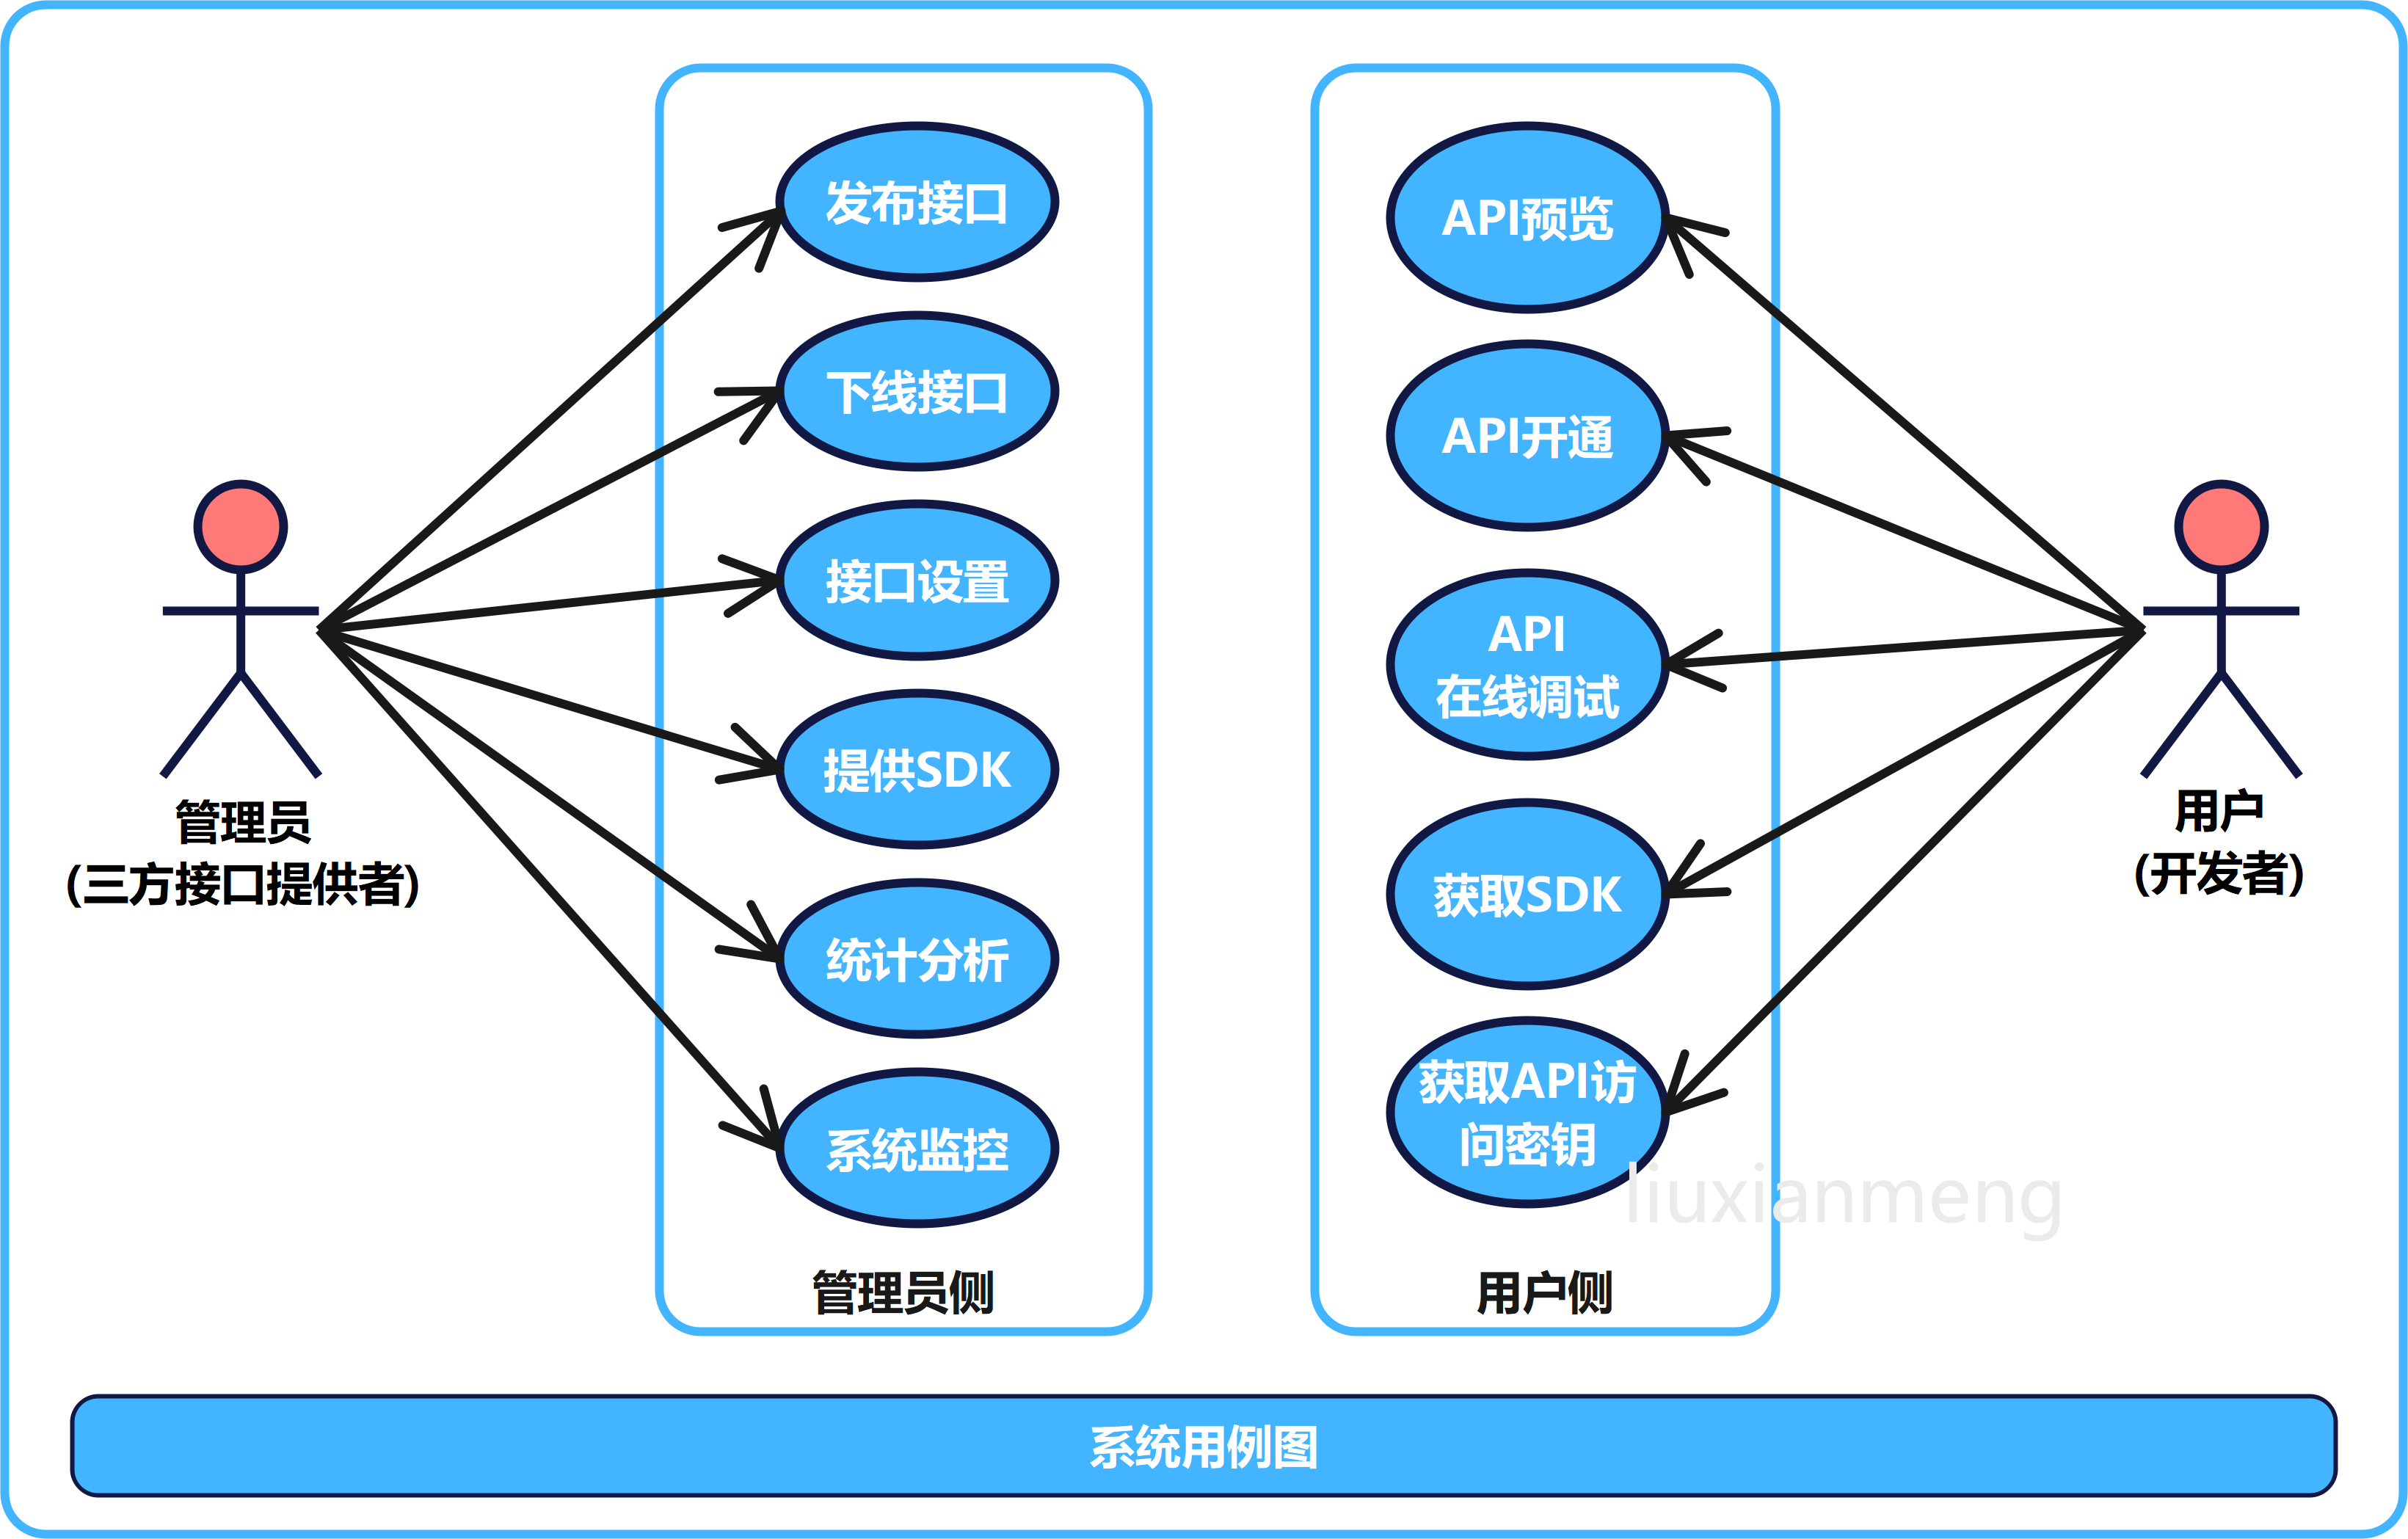 管理员
(三方接口提供者)
发布接口
下线接口
接口设置
提供SDK
统计分析
系统监控
管理员侧
API预览
API开通
API
在线调试
获取SDK
获取API访
问密钥
用户侧
用户
(开发者)
liuxianmeng
系统用例图